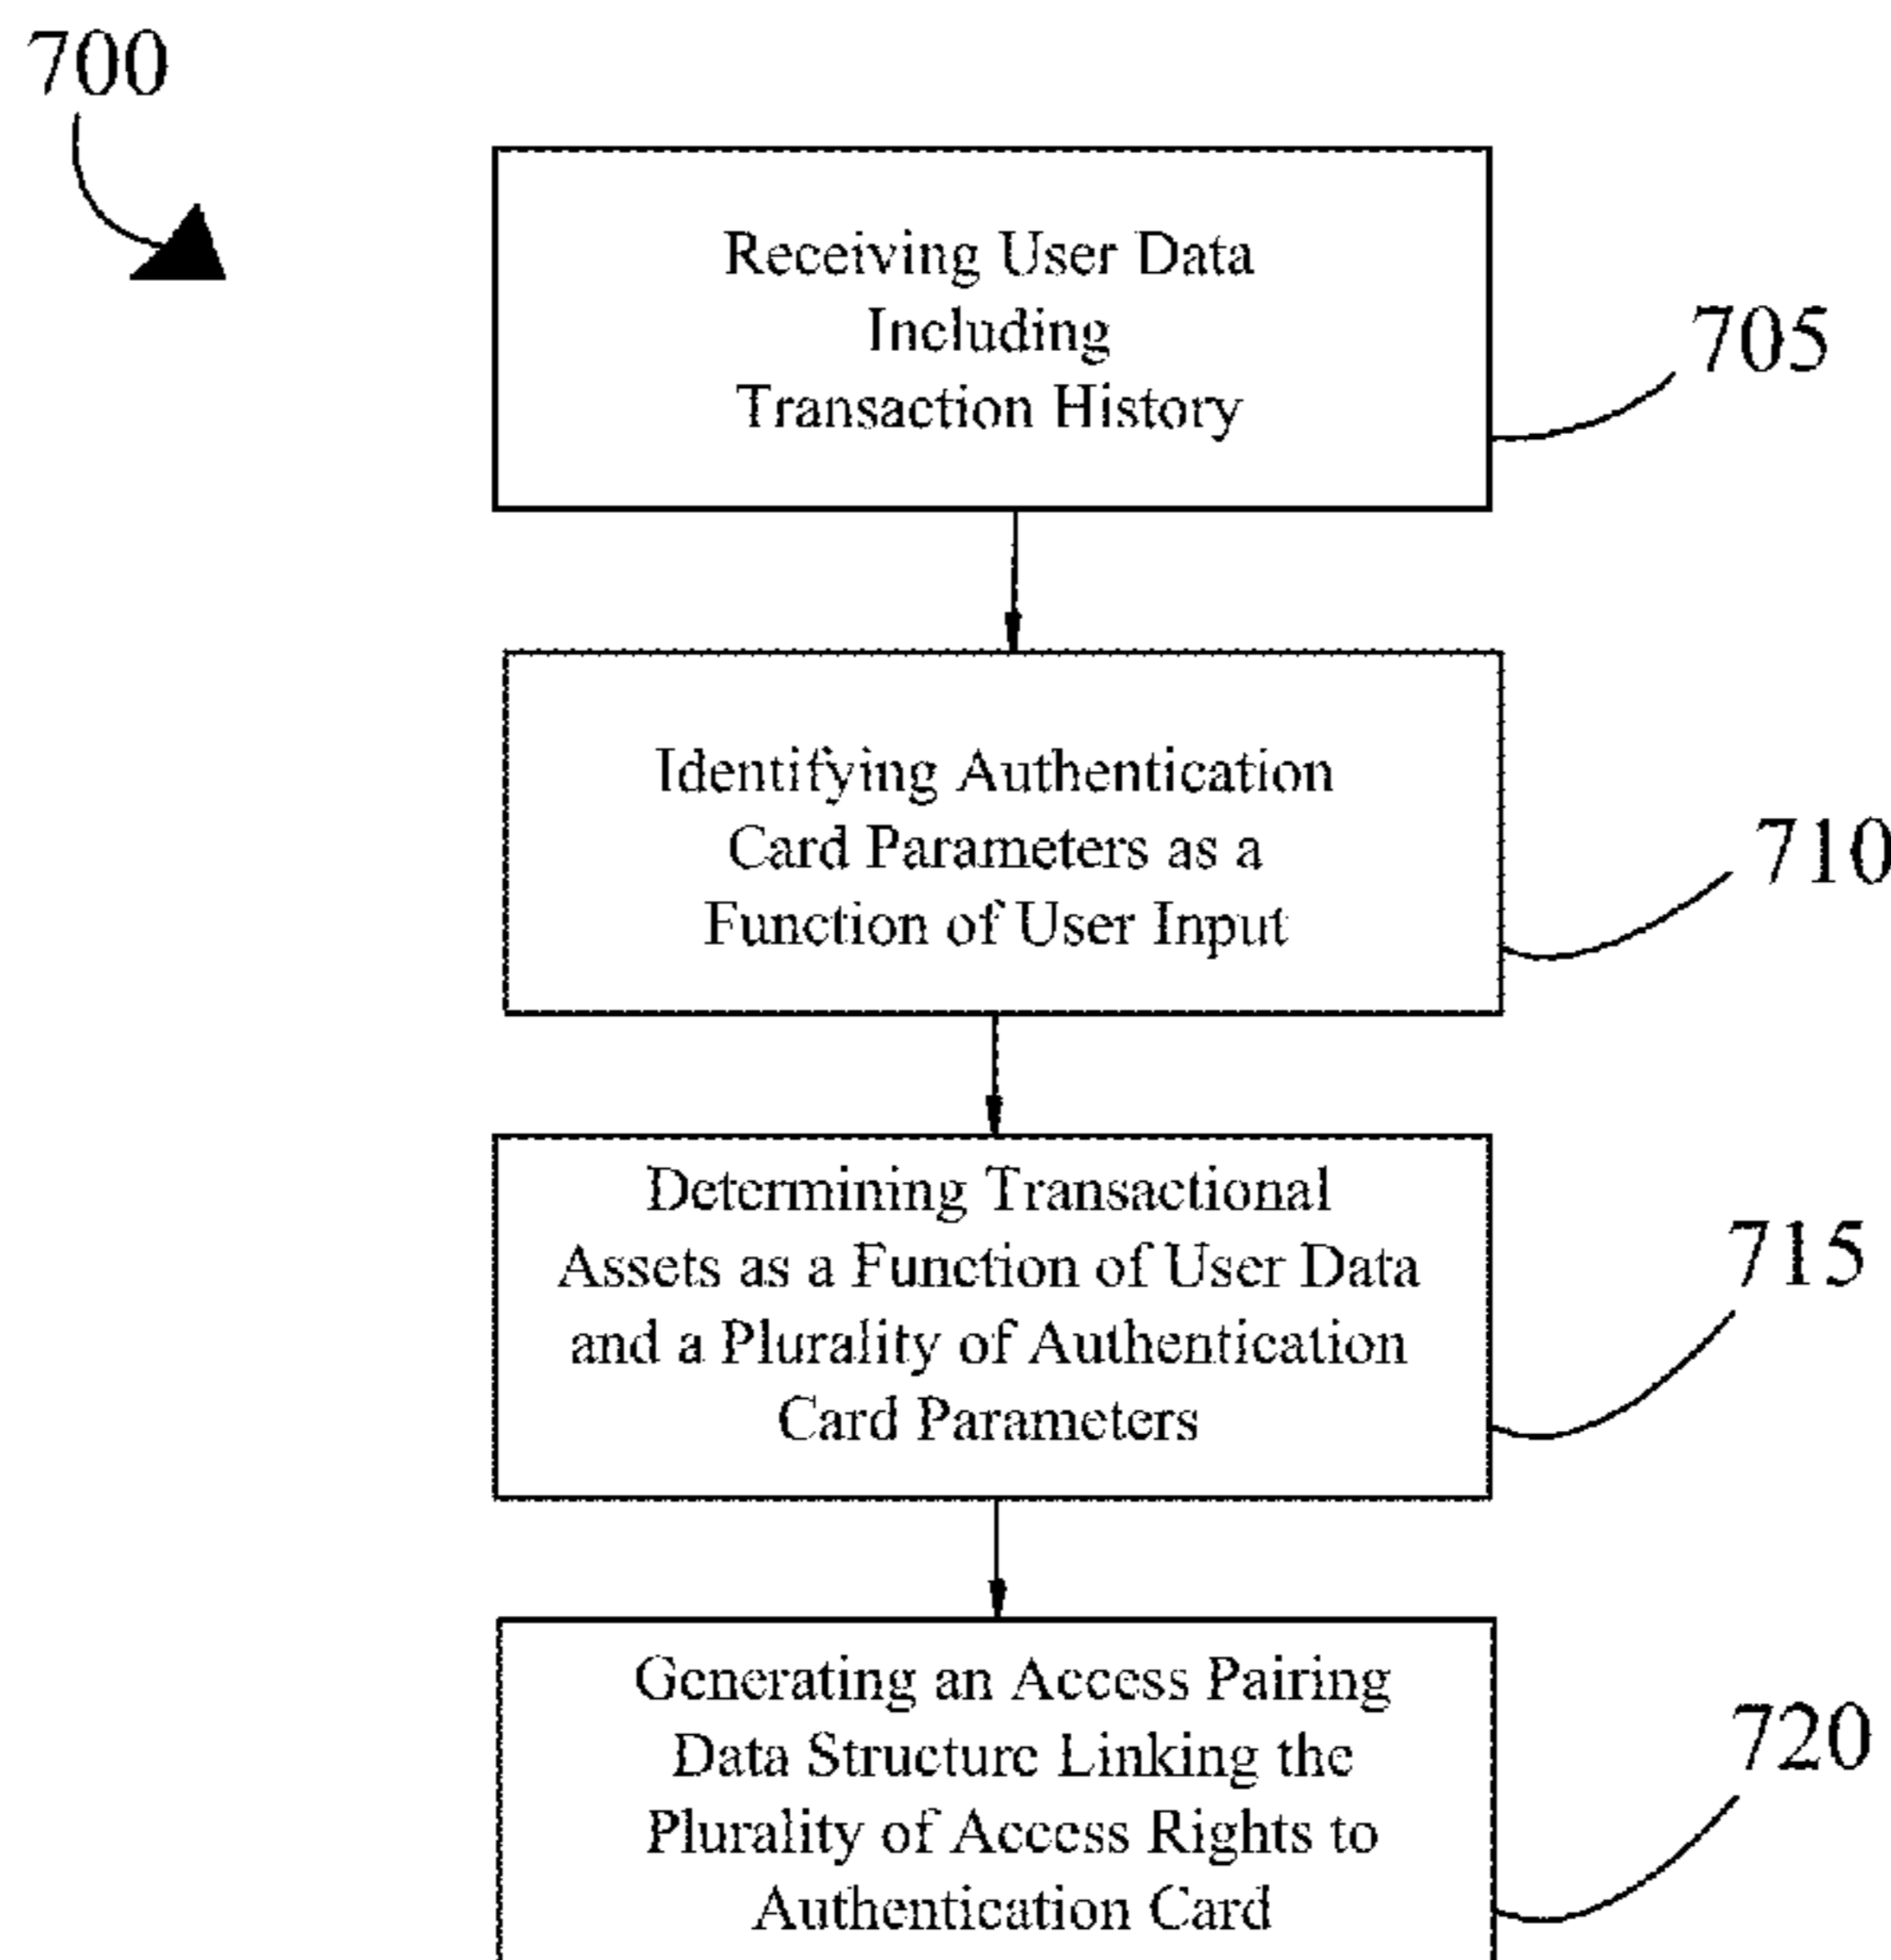 700
Receiving User Data
Including
Transaction History
705
Identifying Authentication
Card Parameters as a
Function of User Input
710
Determining Transactional
Assets as a Function of User Data
and a Plurality of Authentication
Card Parameters
715
Generating an Access Pairing
Data Structure Linking the
Plurality of Access Rights to
Authentication Card
720